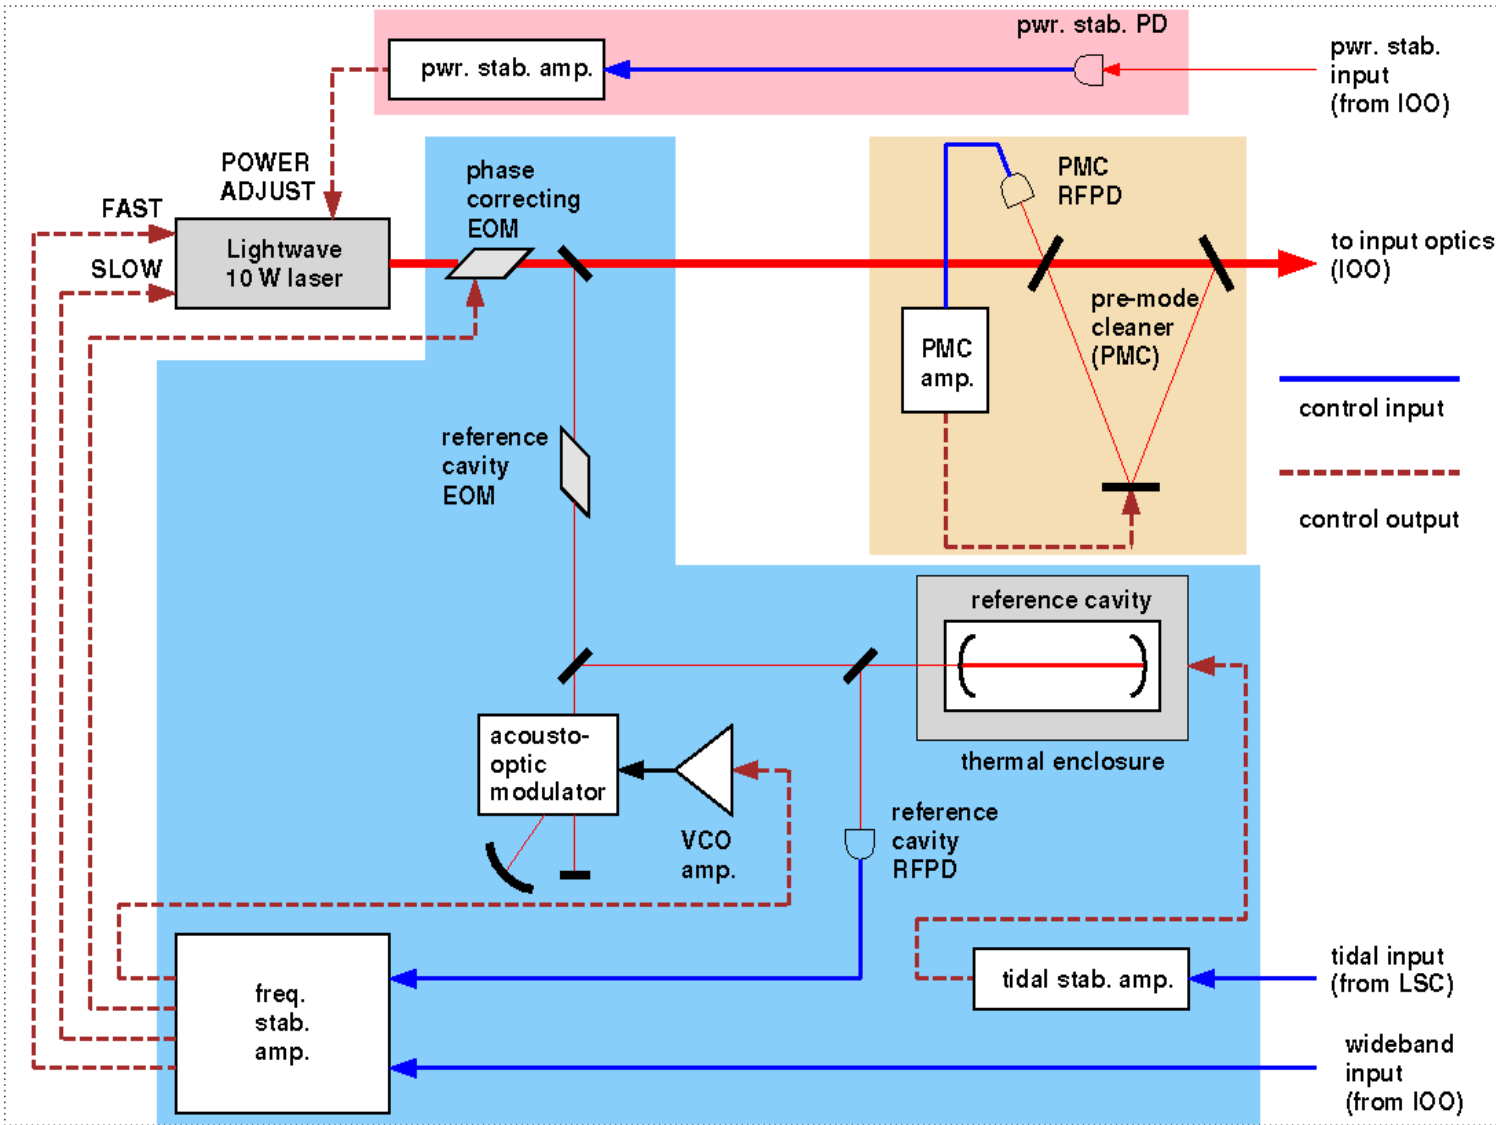 pwr. stab. PD
pwr. stab. amp.
pwr. stab.
input
(from IOO)
POWER
ADJUST
FAST
SLOW
Lightwave
10 W laser
phase
correcting
EOM
PMC
RFPD
to input optics
(IOO)
pre-mode
cleaner
(PMC)
PMC
amp.
control input
control output
reference
cavity
EOM
reference cavity
thermal enclosure
acousto-
optic
modulator
VCO
amp.
reference
cavity
RFPD
freq.
stab.
amp.
tidal stab. amp.
tidal input
(from LSC)
wideband
input
(from IOO)